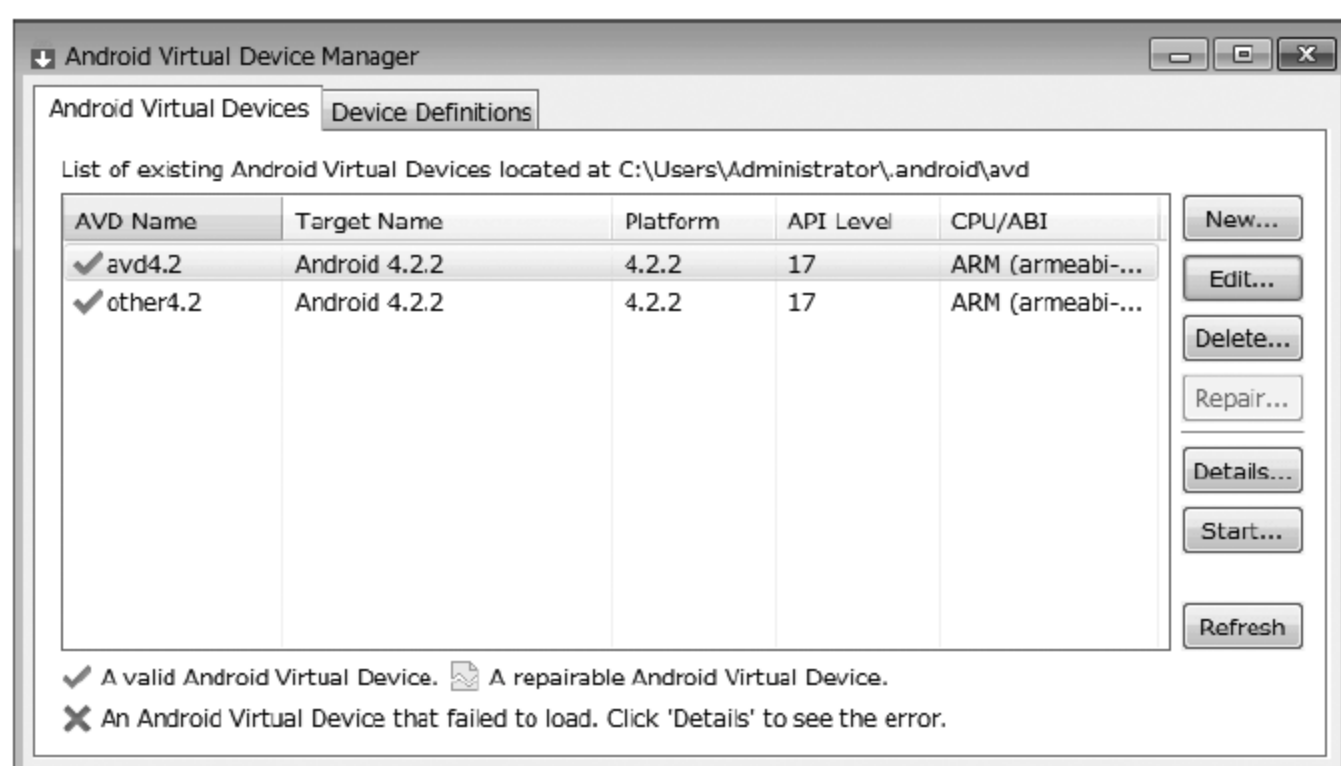 Android Virtual Device Manager
Android Virtual Devices Device Definitions
List of existing Android Virtual Devices located at C:\Users\Administrator\.android\avd
AVD Name Target Name Platform API Level CPU/ABI
avd4.2 Android 4.2.2 4.2.2 17 ARM (armeabi-...
other4.2 Android 4.2.2 4.2.2 17 ARM (armeabi-...
New...
Edit...
Delete...
Repair...
Details...
Start...
Refresh
A valid Android Virtual Device. A repairable Android Virtual Device.
An Android Virtual Device that failed to load. Click 'Details' to see the error.